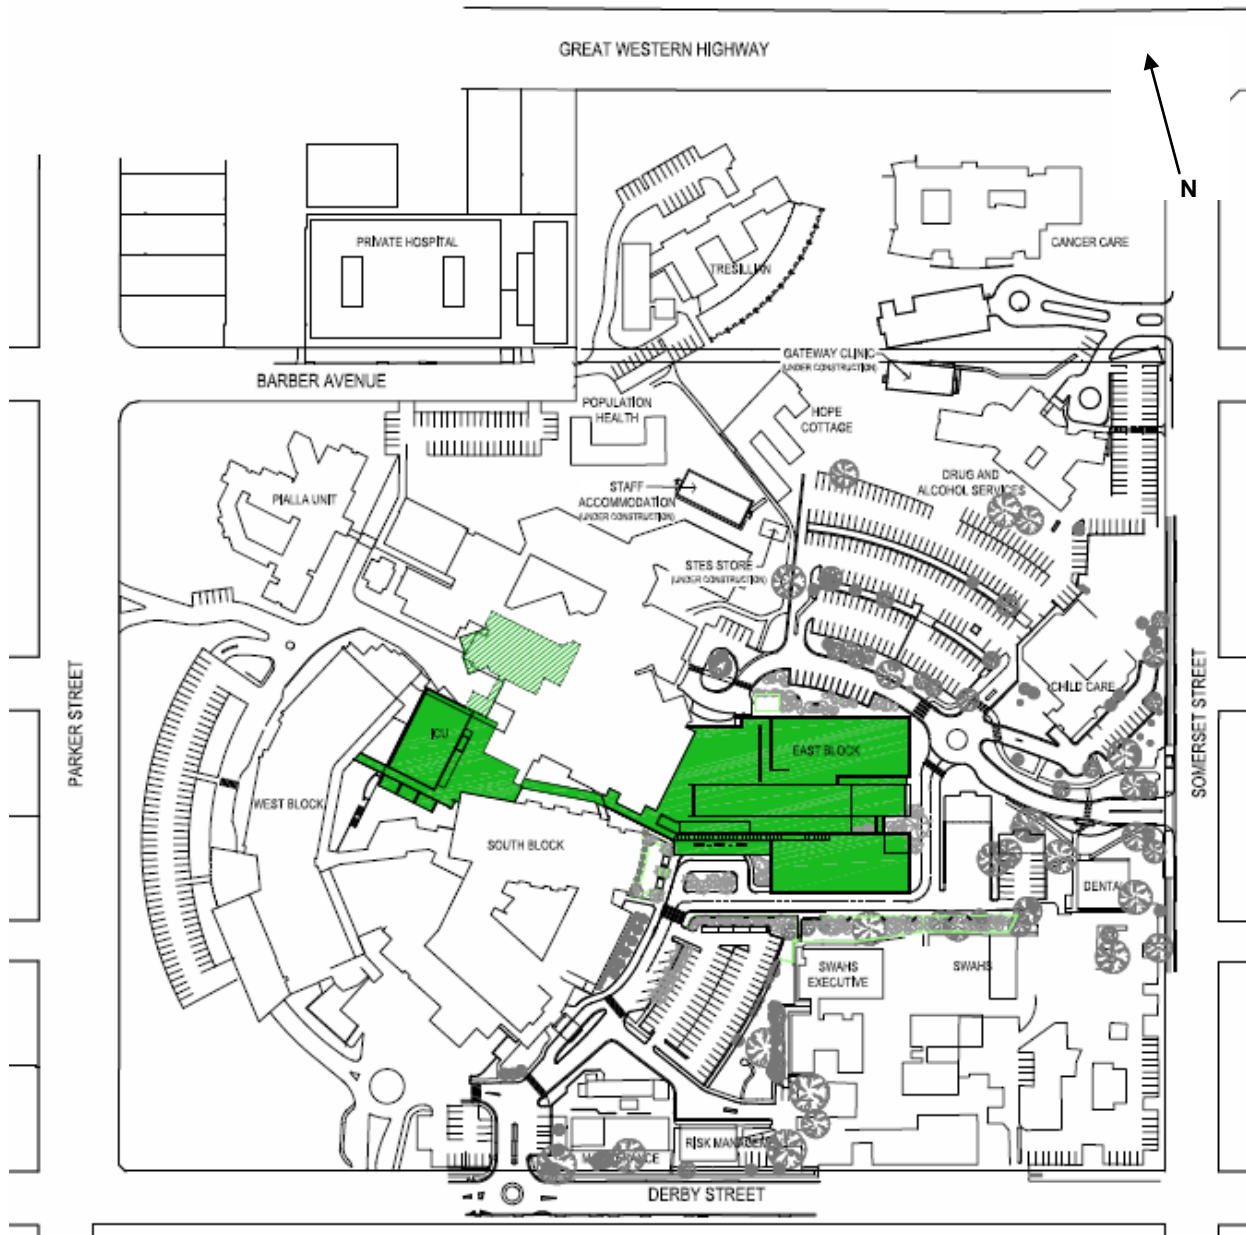 GREAT WESTERN HIGHWAY
N
PRIVATE HOSPITAL
CANCER CARE
TRESILLIAN
GATEWAY CLINIC
(UNDER CONSTRUCTION)
BARBER AVENUE
POPULATION
HEALTH
HOPE
COTTAGE
DRUG AND
ALCOHOL SERVICES
STAFF
ACCOMMODATION
(UNDER CONSTRUCTION)
PIALLA UNIT
STES STORE
(UNDER CONSTRUCTION)
CHILD CARE
PARKER STREET
SOMERSET STREET
ICU
EAST BLOCK
WEST BLOCK
SOUTH BLOCK
DENTAL
SWAHS
EXECUTIVE
SWAHS
RISK MANAGEM
DERBY STREET